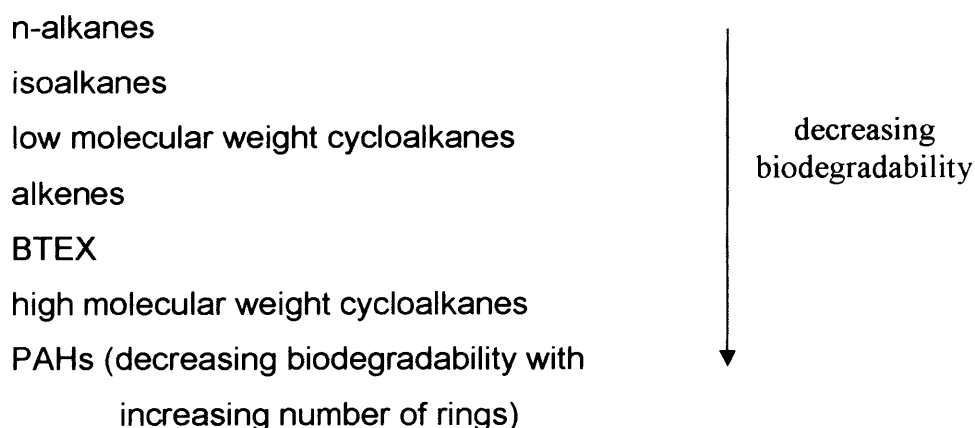 n-alkanes
isoalkanes
low molecular weight cycloalkanes
alkenes
BTEX
high molecular weight cycloalkanes
PAHs (decreasing biodegradability with
increasing number of rings)
decreasing
biodegradability